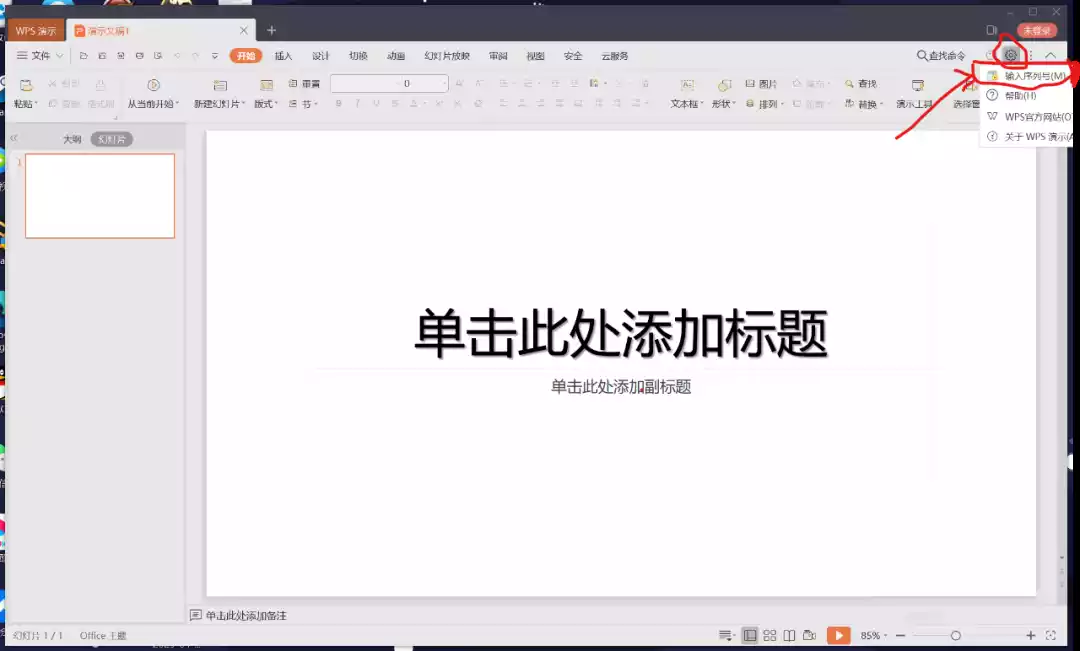 WPS 演示
演示文稿1
未登录
文件
开始
插入
设计
切换
动画
幻灯片放映
审阅
视图
安全
云服务
查找命令
输入序列号(M)
帮助(H)
WPS官方网站(O
关于 WPS 演示(A
粘贴
剪切
复制
格式刷
从当前开始
新建幻灯片
版式
重置
节
0
文本框
形状
图片
排列
填充
查找
替换
演示工具
选择窗
大纲
幻灯片
1
单击此处添加标题
单击此处添加副标题
单击此处添加备注
幻灯片 1 / 1
Office 主题
85%